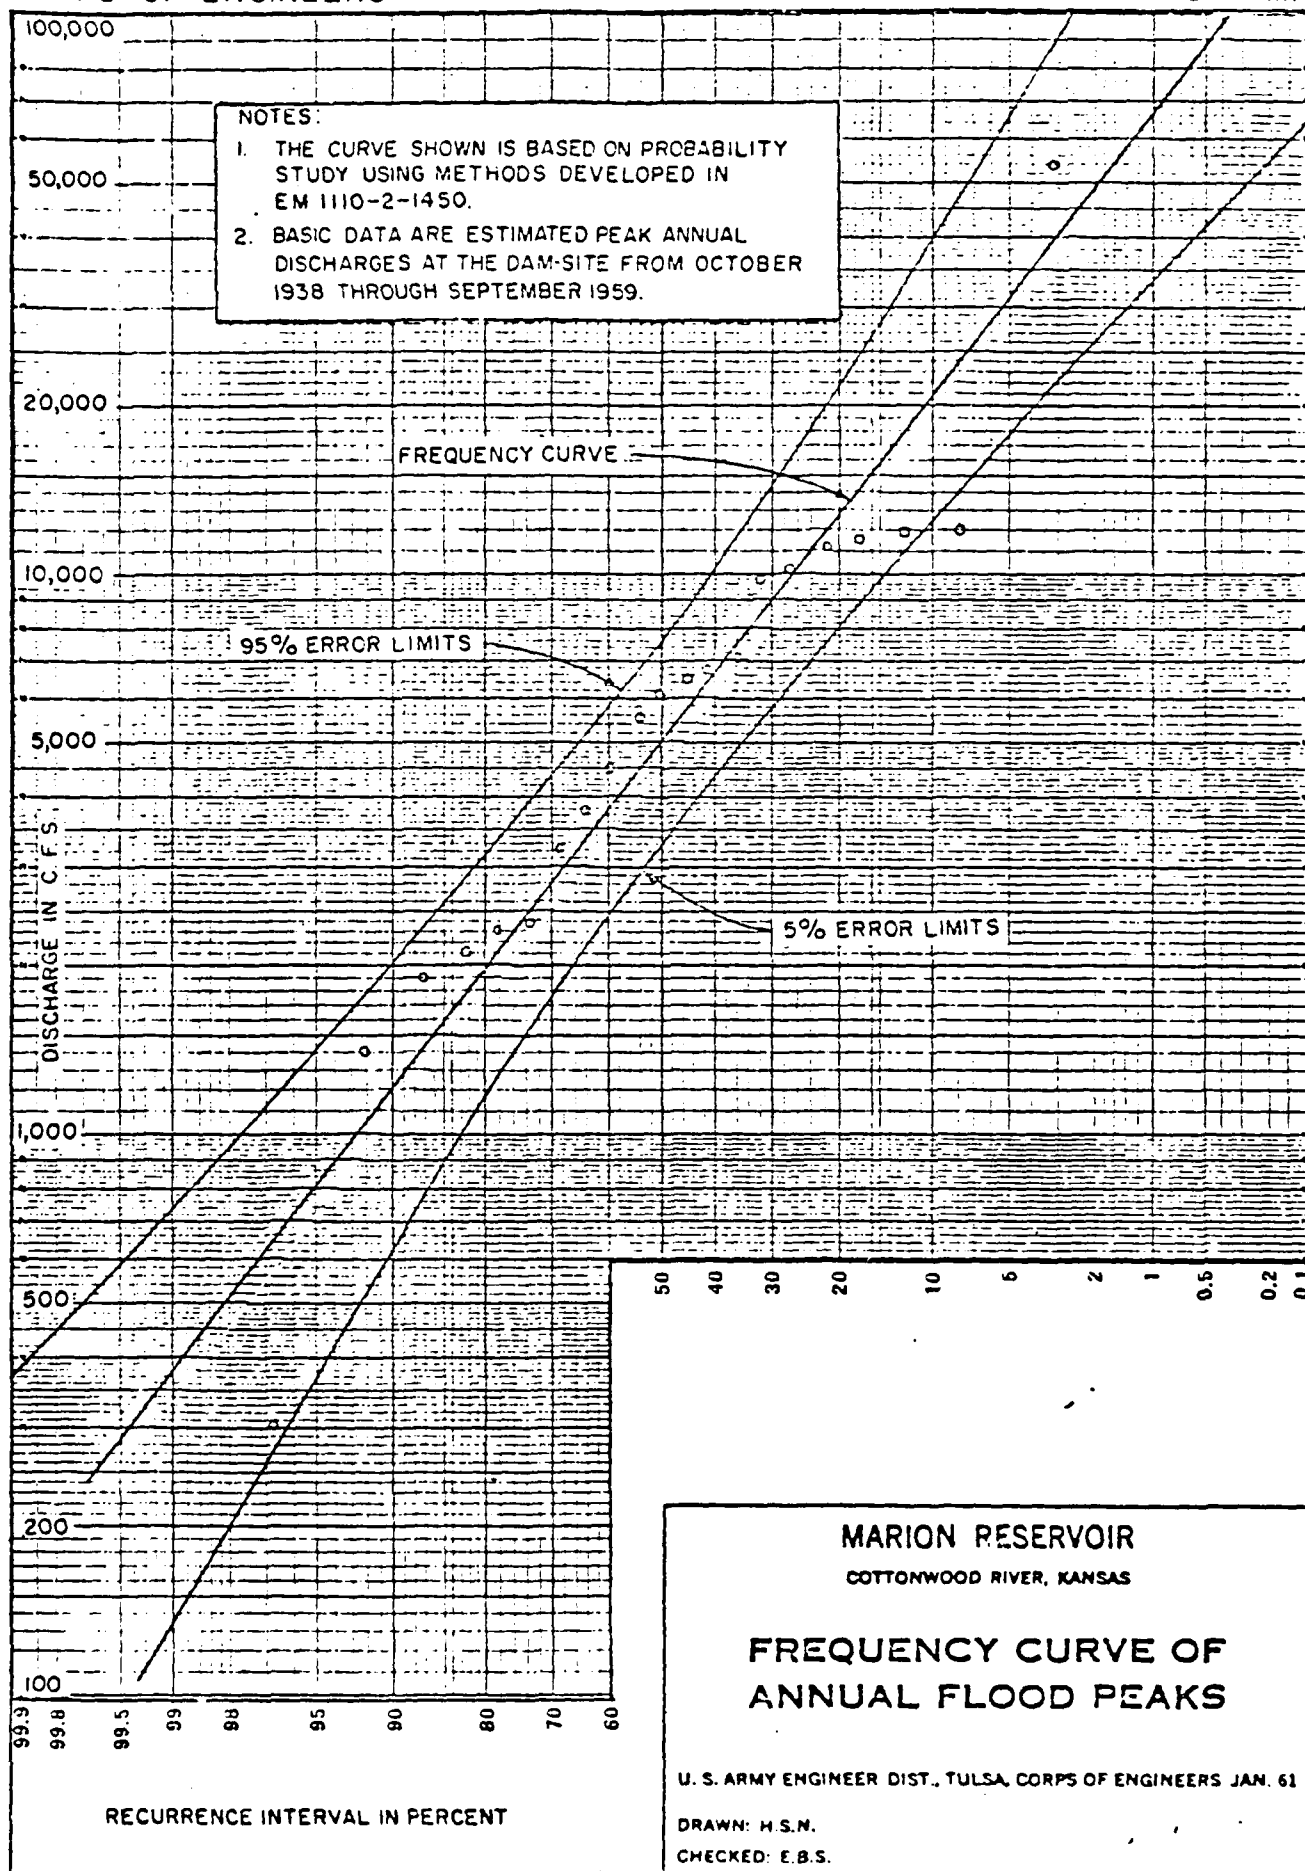 OF ENGINEERS
100,000
NOTES:
1. THE CURVE SHOWN IS BASED ON PROBABILITY
STUDY USING METHODS DEVELOPED IN
EM 1110-2-1450.
2. BASIC DATA ARE ESTIMATED PEAK ANNUAL
DISCHARGES AT THE DAM-SITE FROM OCTOBER
1938 THROUGH SEPTEMBER 1959.
50,000
20,000
FREQUENCY CURVE
10,000
95% ERROR LIMITS
5,000
DISCHARGE IN C.F.S.
5% ERROR LIMITS
1,000
500
50 40 30 20 10 5 2 1 0.5 0.2 0.1
200
100
99.9 99.8 99.5 99 98 95 90 80 70 60
RECURRENCE INTERVAL IN PERCENT
MARION RESERVOIR
COTTONWOOD RIVER, KANSAS
FREQUENCY CURVE OF
ANNUAL FLOOD PEAKS
U. S. ARMY ENGINEER DIST., TULSA, CORPS OF ENGINEERS JAN. 61
DRAWN: H.S.N.
CHECKED: E.B.S.